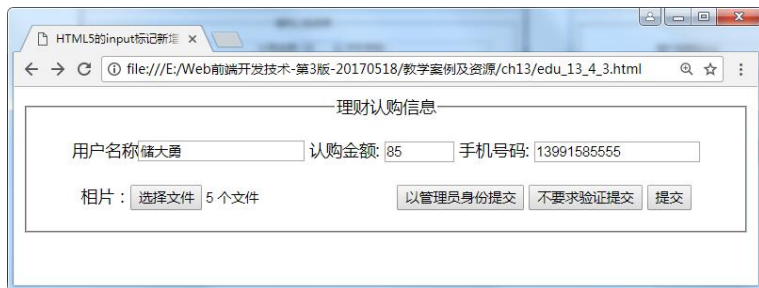 HTML5的input标记新增
file:///E:/Web前端开发技术-第3版-20170518/教学案例及资源/ch13/edu_13_4_3.html
理财认购信息
用户名称储大勇 认购金额: 85 手机号码: 13991585555
相片：选择文件 5 个文件 以管理员身份提交 不要求验证提交 提交